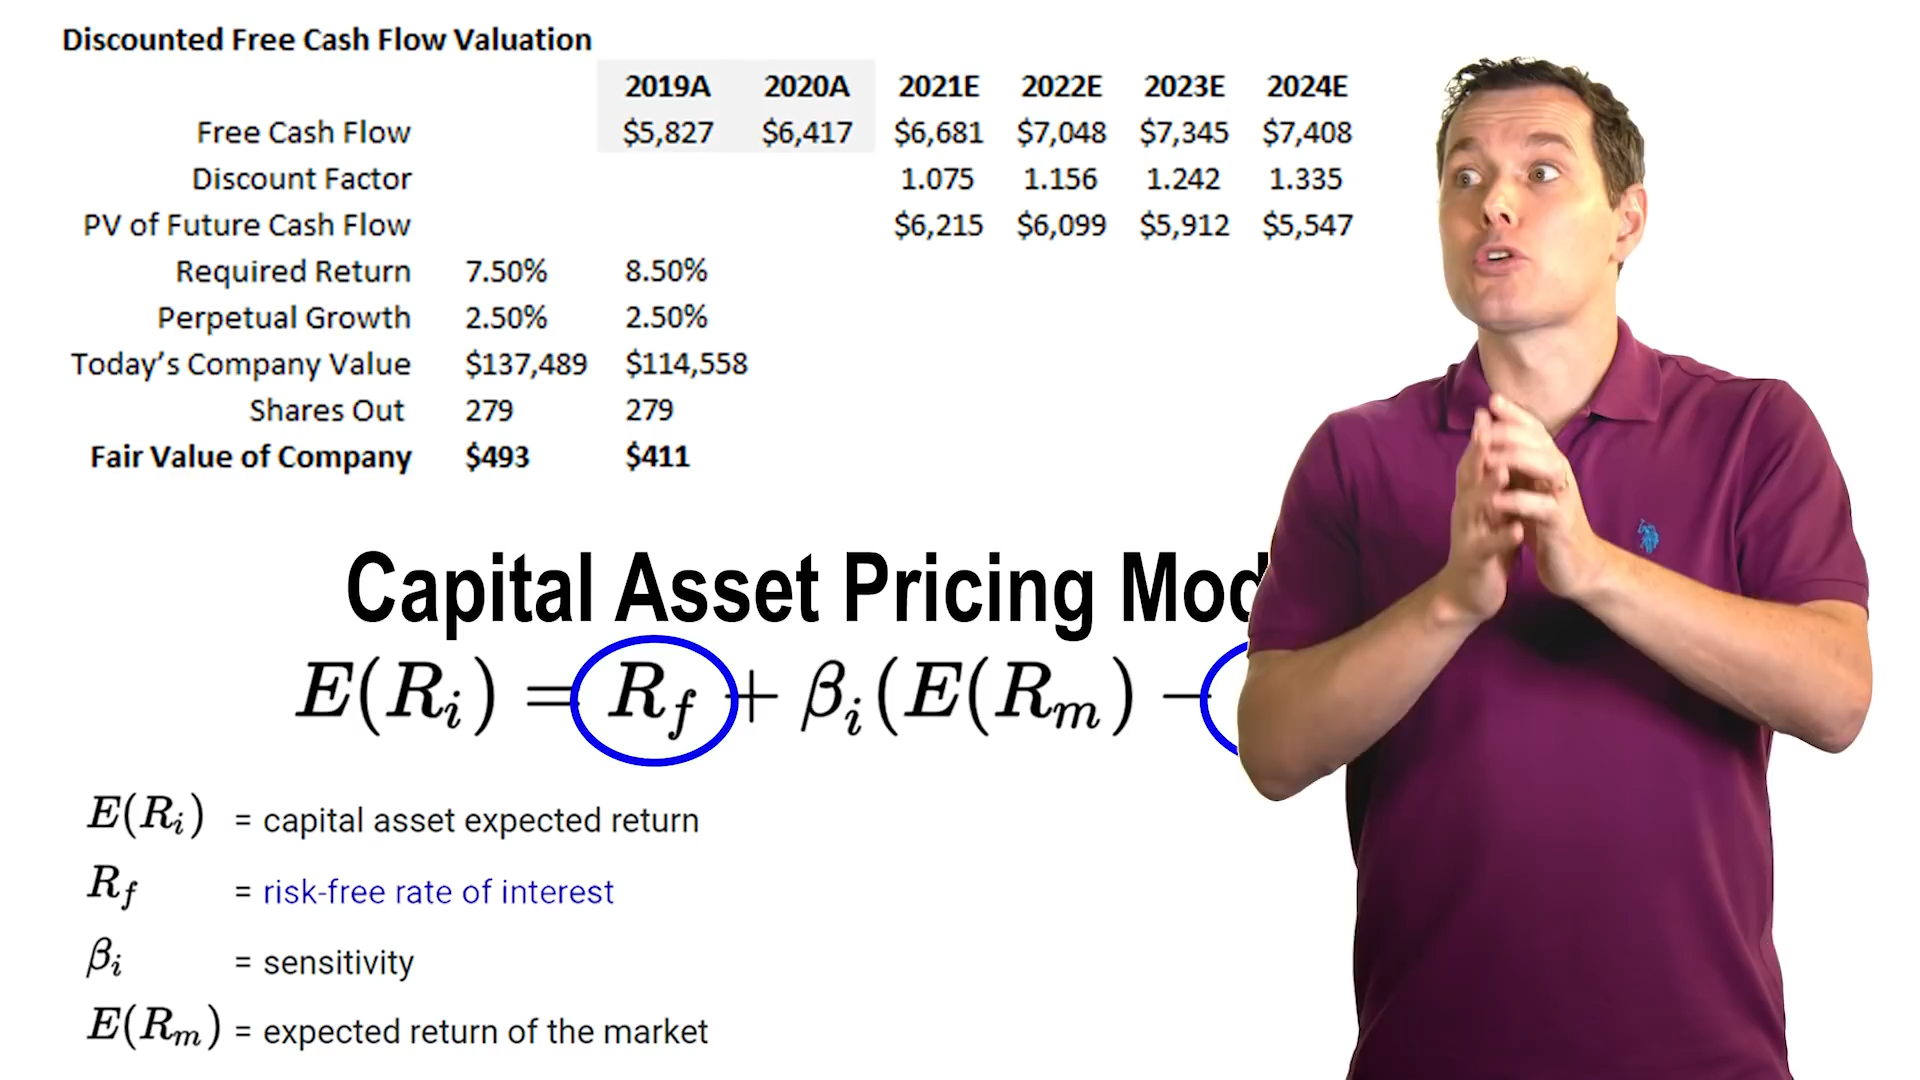 Discounted Free Cash Flow Valuation
2019A 2020A 2021E 2022E 2023E 2024E
Free Cash Flow $5,827 $6,417 $6,681 $7,048 $7,345 $7,408
Discount Factor 1.075 1.156 1.242 1.335
PV of Future Cash Flow $6,215 $6,099 $5,912 $5,547
Required Return 7.50% 8.50%
Perpetual Growth 2.50% 2.50%
Today's Company Value $137,489 $114,558
Shares Out 279 279
Fair Value of Company $493 $411
Capital Asset Pricing Mod
E(Rᵢ) = R_f + βᵢ(E(Rₘ) −
E(Rᵢ) = capital asset expected return
R_f = risk-free rate of interest
βᵢ = sensitivity
E(Rₘ) = expected return of the market